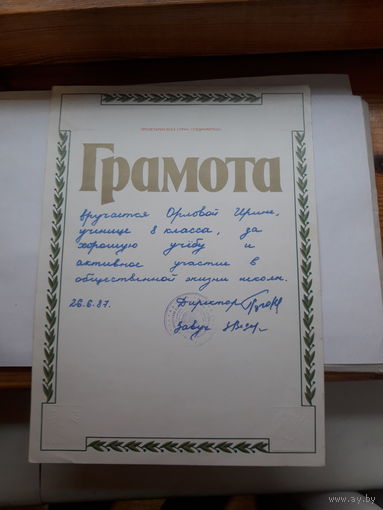 ПРОЛЕТАРИИ ВСЕХ СТРАН, СОЕДИНЯЙТЕСЬ!
Грамота
вручается Орловой Ирине,
ученице 8 класса, за
хорошую учёбу и
активное участие в
общественной жизни школы.
26.6.87. Директор
Завуч
www.ay.by